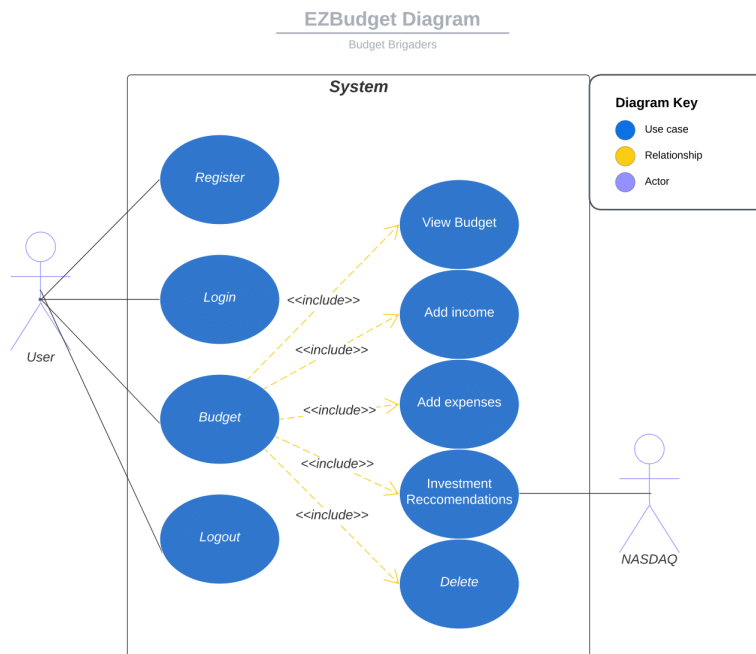 EZBudget Diagram
Budget Brigaders
System
Diagram Key
Use case
Relationship
Actor
Register
View Budget
Login
<<include>>
Add income
<<include>>
User
Budget
<<include>>
Add expenses
<<include>>
Investment
Reccomendations
<<include>>
Logout
NASDAQ
Delete